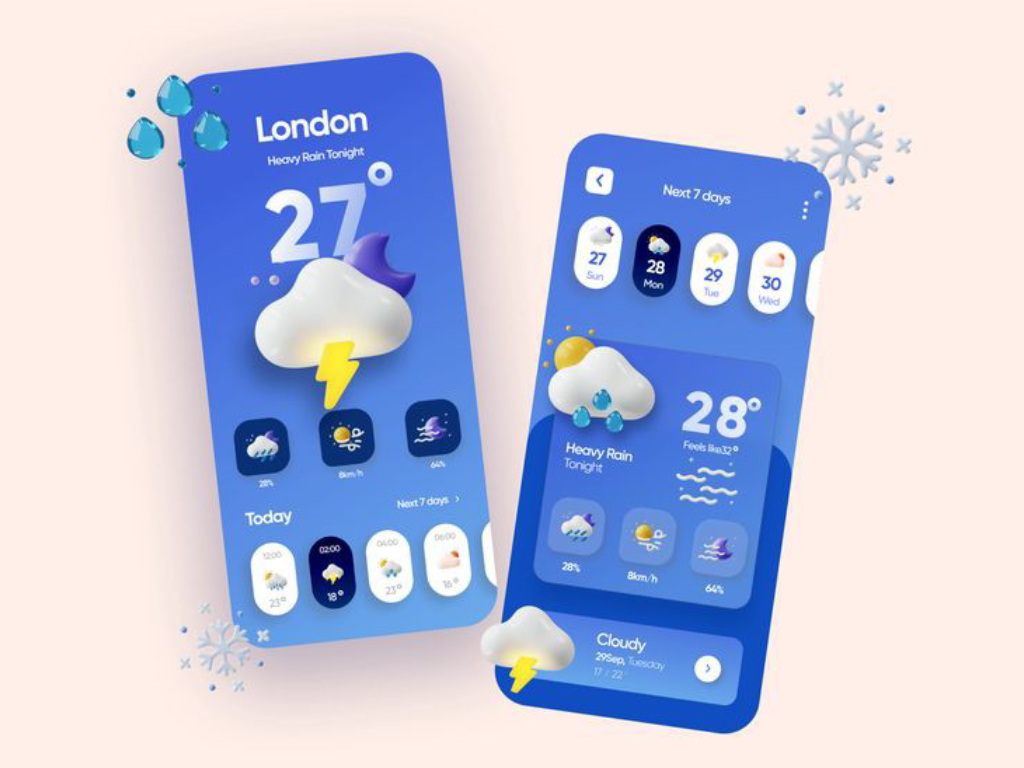 London
Heavy Rain Tonight
27°
28%
8km/h
64%
Today
Next 7 days >
12:00
02:00
04:00
06:00
23°
18°
23°
16°
Next 7 days
27
Sun
28
Mon
29
Tue
30
Wed
28°
Feels like32°
Heavy Rain
Tonight
28%
8km/h
64%
Cloudy
29Sep, Tuesday
17 / 22°